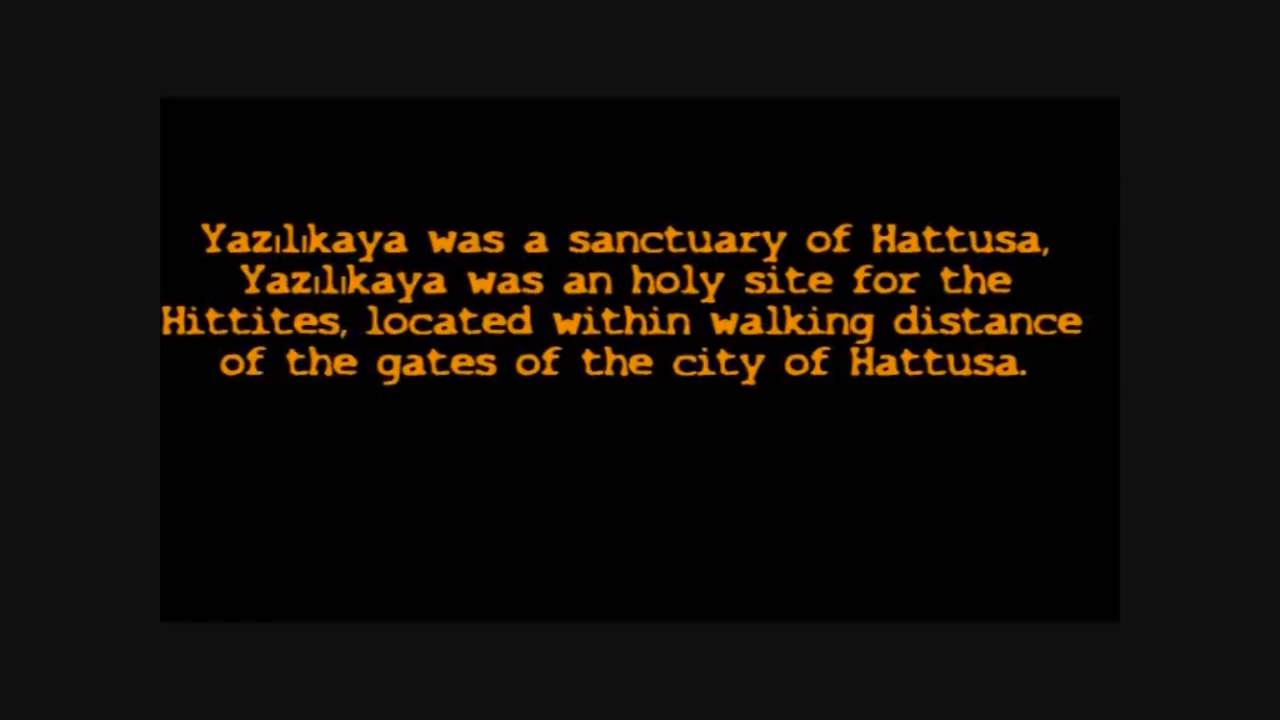 Yazılıkaya was a sanctuary of Hattusa,
Yazılıkaya was an holy site for the
Hittites, located within walking distance
of the gates of the city of Hattusa.